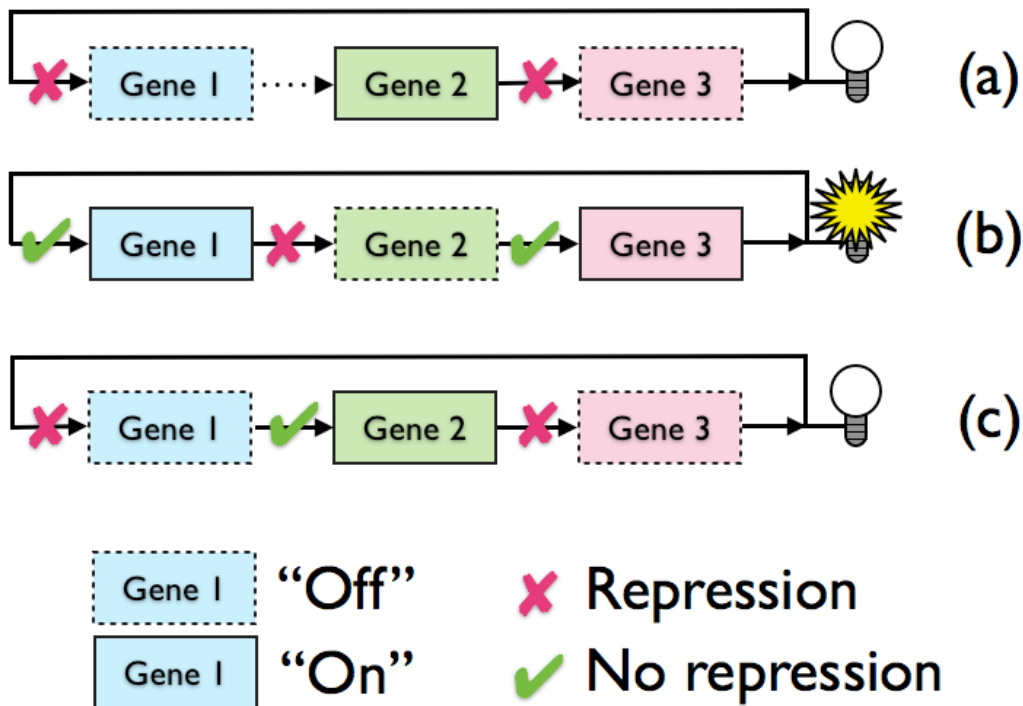 Gene 1 Gene 2 Gene 3 (a)
Gene 1 Gene 2 Gene 3 (b)
Gene 1 Gene 2 Gene 3 (c)
Gene 1 “Off” Repression
Gene 1 “On” No repression